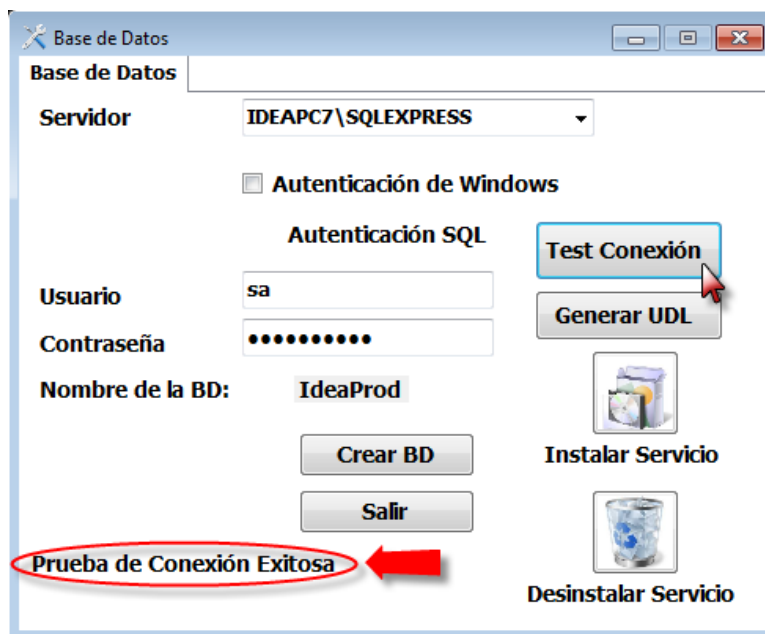 Base de Datos
Base de Datos
Servidor
IDEAPC7\SQLEXPRESS
Autenticación de Windows
Autenticación SQL
Test Conexión
Usuario
sa
Generar UDL
Contraseña
••••••••••
Nombre de la BD:
IdeaProd
Crear BD
Instalar Servicio
Salir
Prueba de Conexión Exitosa
Desinstalar Servicio